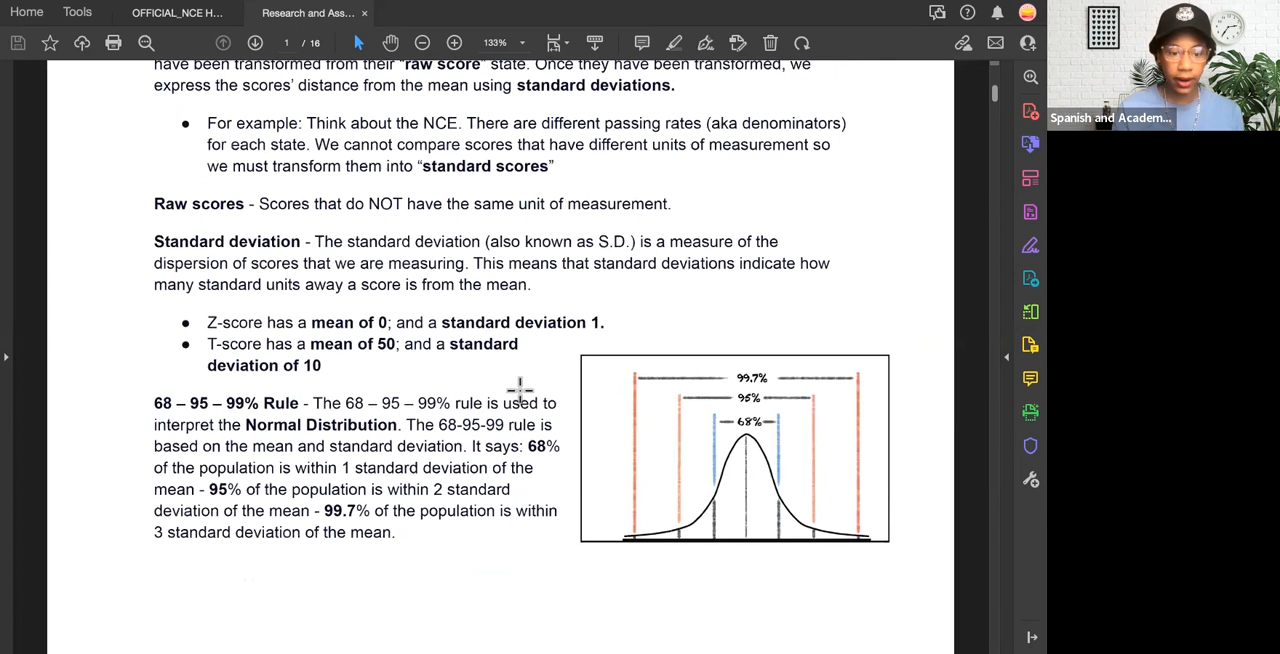 Home
Tools
OFFICIAL_NCE H...
Research and Ass... ×
1 / 16
133%
have been transformed from their "raw score" state. Once they have been transformed, we
express the scores' distance from the mean using standard deviations.
● For example: Think about the NCE. There are different passing rates (aka denominators)
for each state. We cannot compare scores that have different units of measurement so
we must transform them into "standard scores"
Raw scores - Scores that do NOT have the same unit of measurement.
Standard deviation - The standard deviation (also known as S.D.) is a measure of the
dispersion of scores that we are measuring. This means that standard deviations indicate how
many standard units away a score is from the mean.
● Z-score has a mean of 0; and a standard deviation 1.
● T-score has a mean of 50; and a standard
deviation of 10
68 – 95 – 99% Rule - The 68 – 95 – 99% rule is used to
interpret the Normal Distribution. The 68-95-99 rule is
based on the mean and standard deviation. It says: 68%
of the population is within 1 standard deviation of the
mean - 95% of the population is within 2 standard
deviation of the mean - 99.7% of the population is within
3 standard deviation of the mean.
99.7%
95%
68%
Spanish and Academ...